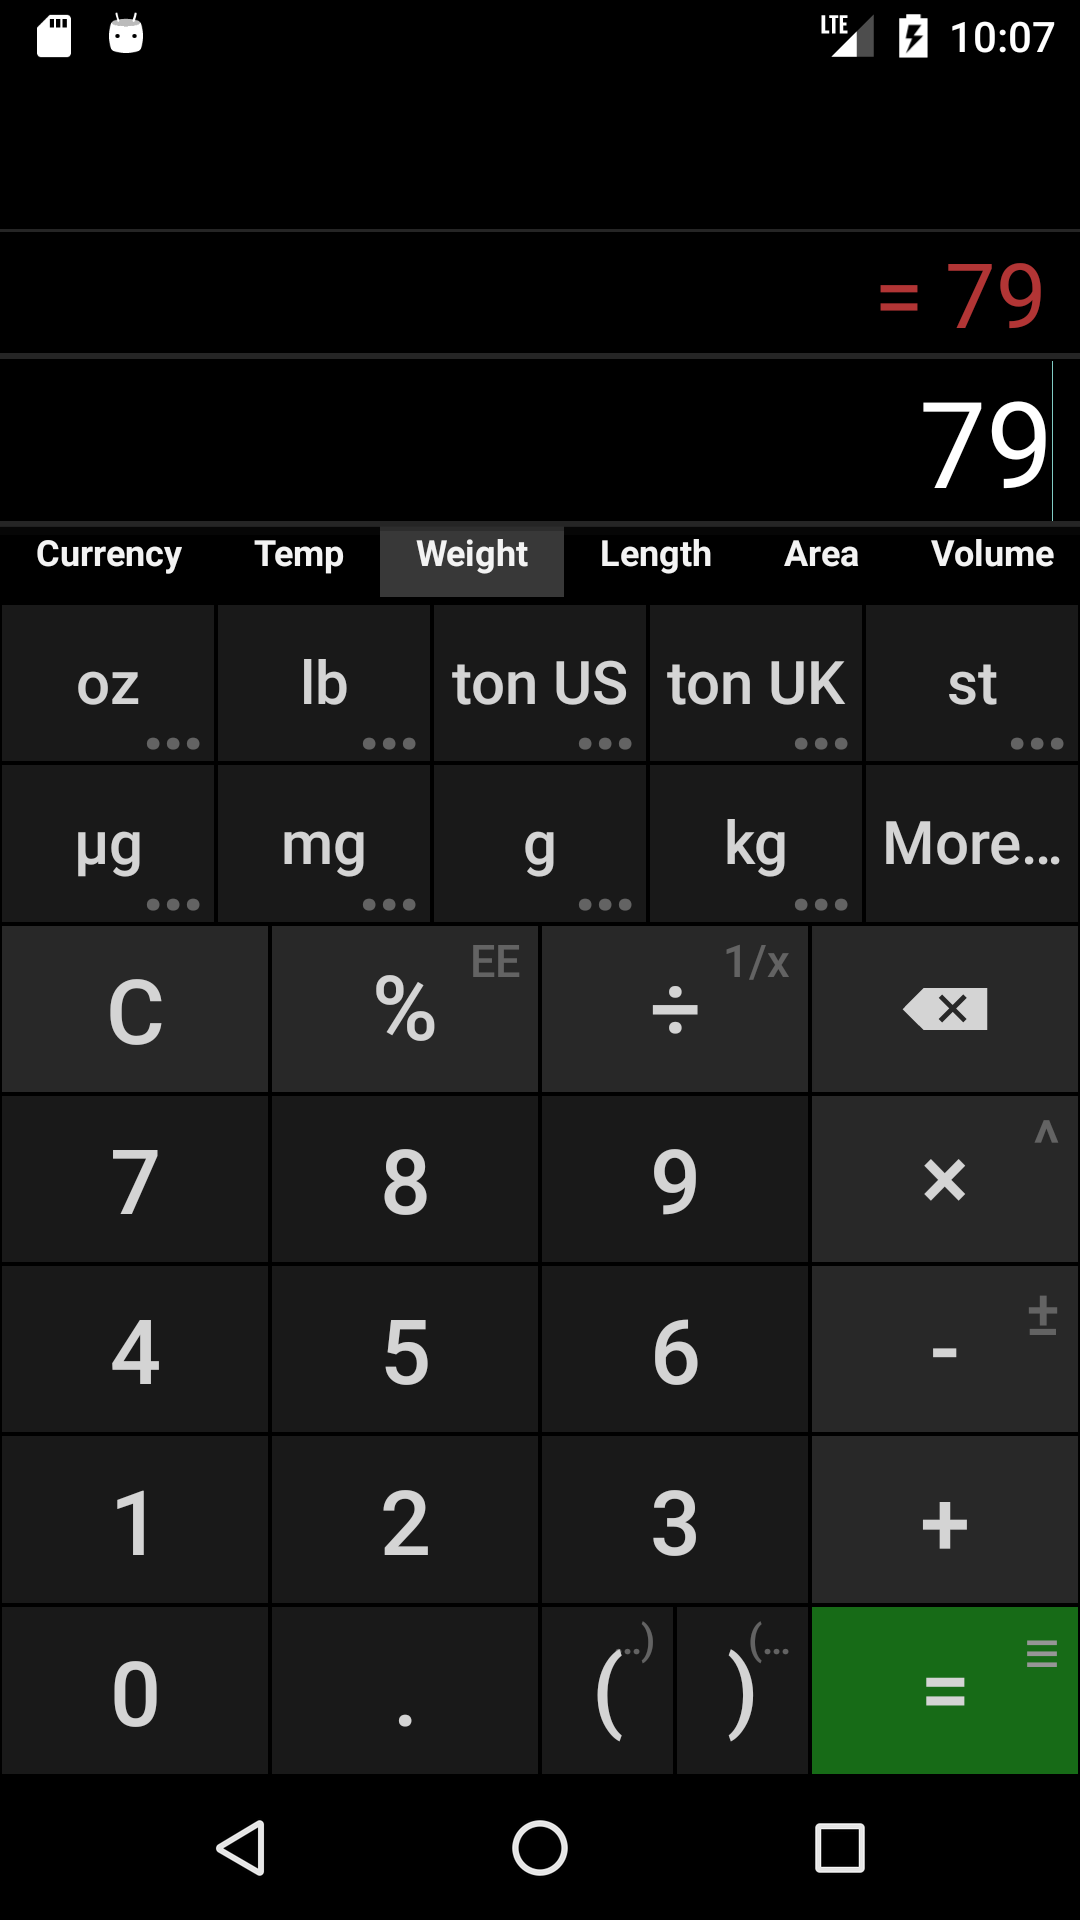 LTE 10:07
= 79
79
Currency Temp Weight Length Area Volume
oz lb ton US ton UK st
µg mg g kg More...
C % EE ÷ 1/x
7 8 9 × ^
4 5 6 - ±
1 2 3 +
0 . ( ..) ) (... = ≡